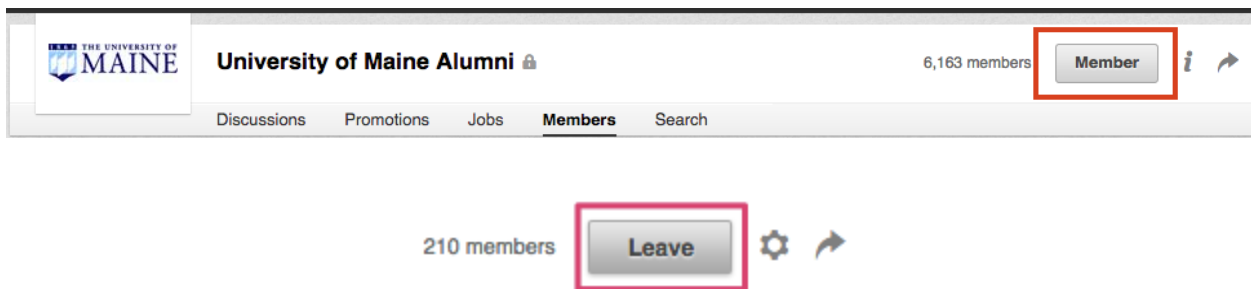 1865 THE UNIVERSITY OF
MAINE
University of Maine Alumni
6,163 members
Member
i
Discussions Promotions Jobs Members Search
210 members
Leave